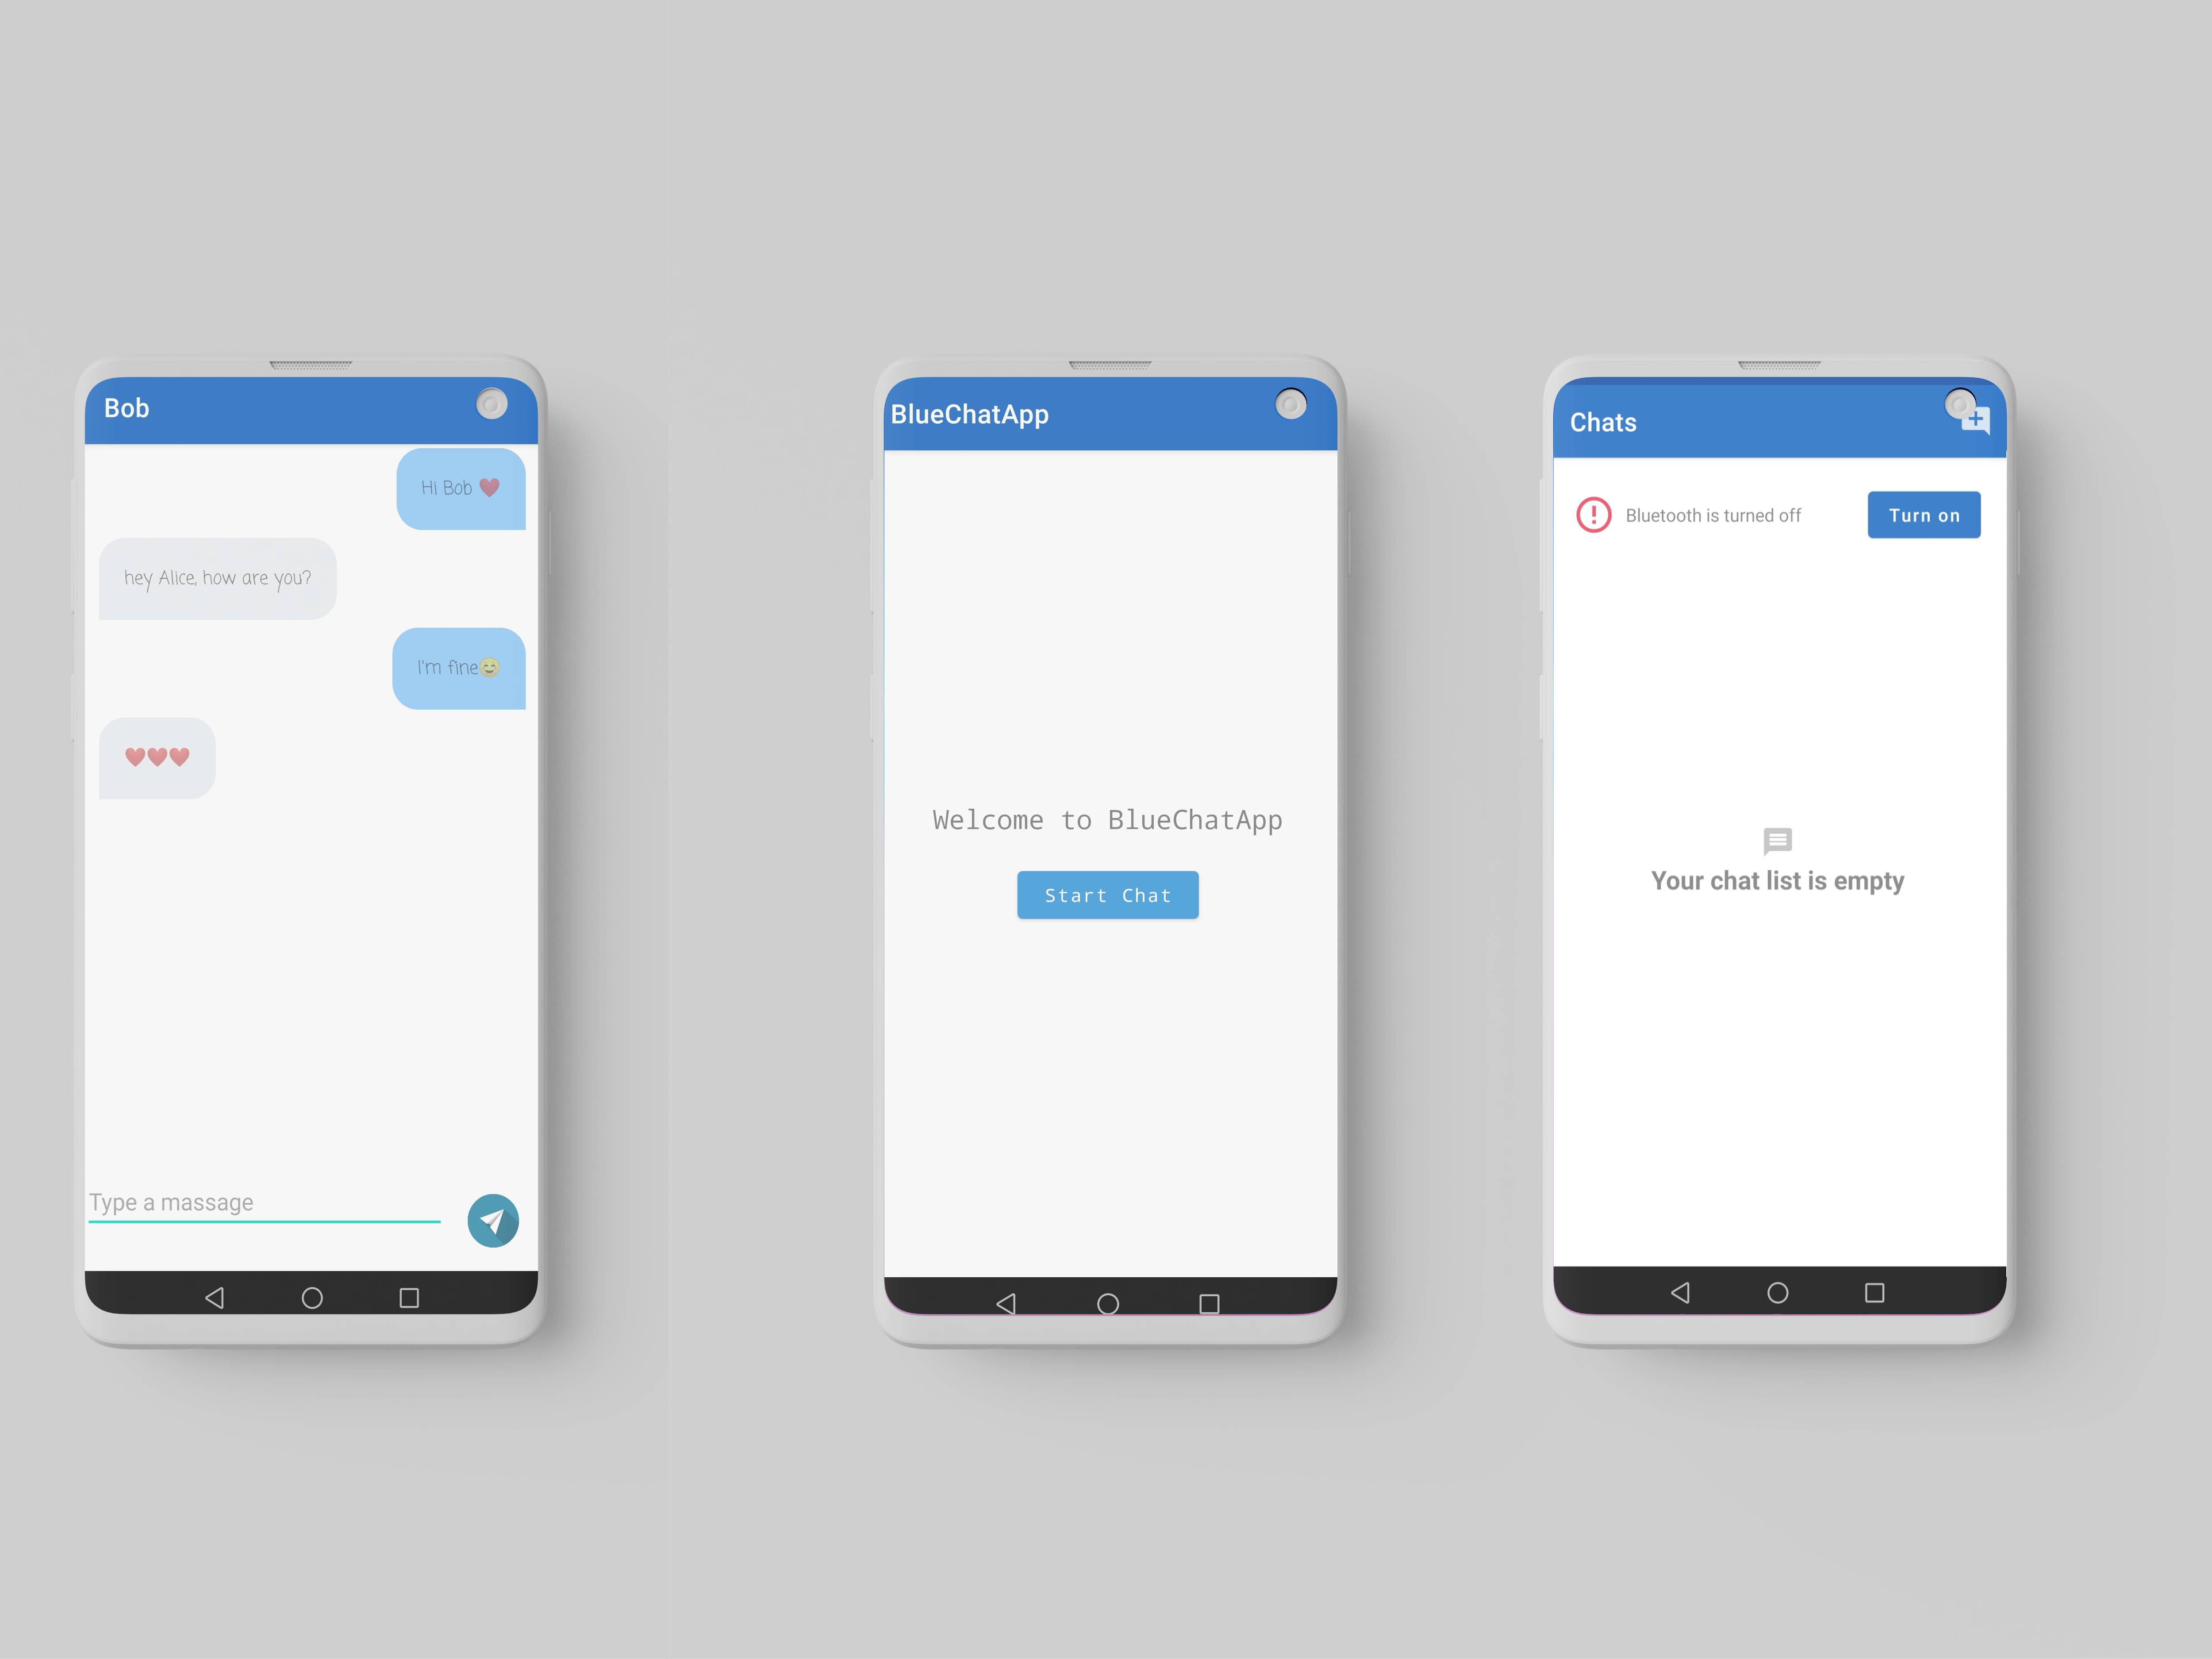 Bob
Hi Bob ❤️
hey Alice, how are you?
I'm fine😊
❤️❤️❤️
Type a massage
BlueChatApp
Welcome to BlueChatApp
Start Chat
Chats
Bluetooth is turned off
Turn on
Your chat list is empty